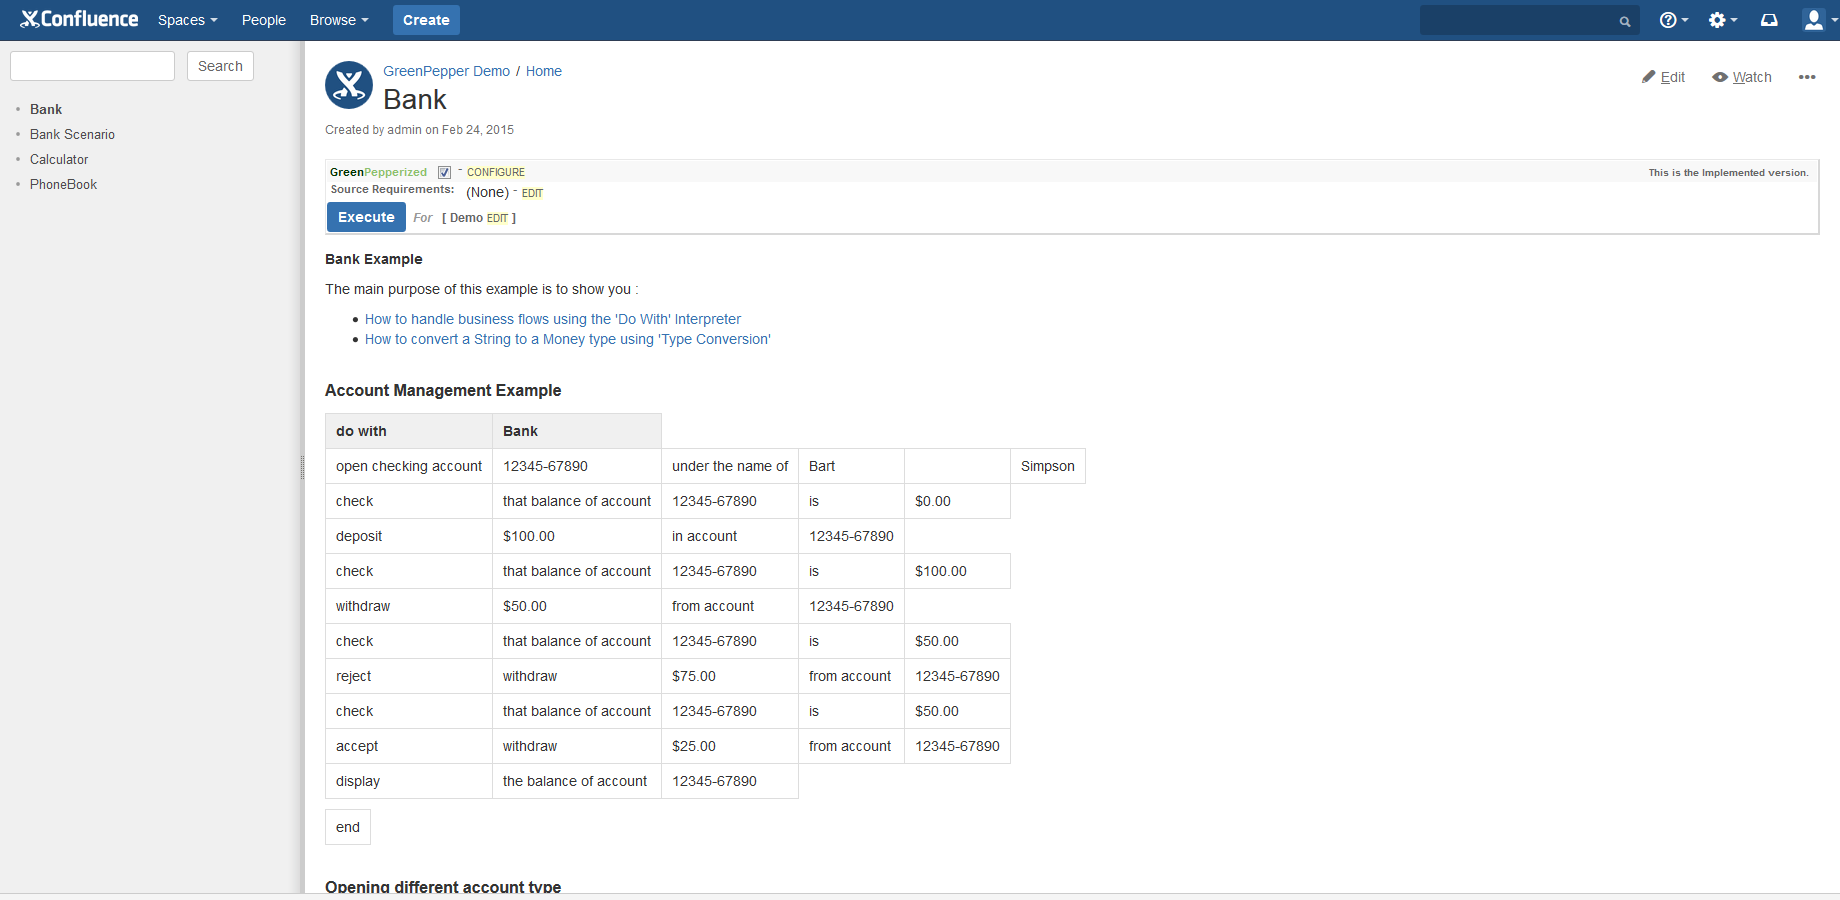 Confluence Spaces People Browse Create
Search
Bank
Bank Scenario
Calculator
PhoneBook
GreenPepper Demo / Home
Bank
Created by admin on Feb 24, 2015
Edit Watch
GreenPepperized - CONFIGURE
This is the Implemented version.
Source Requirements: (None) - EDIT
Execute For [ Demo EDIT ]
Bank Example
The main purpose of this example is to show you :
How to handle business flows using the 'Do With' Interpreter
How to convert a String to a Money type using 'Type Conversion'
Account Management Example
do with Bank
open checking account 12345-67890 under the name of Bart Simpson
check that balance of account 12345-67890 is $0.00
deposit $100.00 in account 12345-67890
check that balance of account 12345-67890 is $100.00
withdraw $50.00 from account 12345-67890
check that balance of account 12345-67890 is $50.00
reject withdraw $75.00 from account 12345-67890
check that balance of account 12345-67890 is $50.00
accept withdraw $25.00 from account 12345-67890
display the balance of account 12345-67890
end
Opening different account type